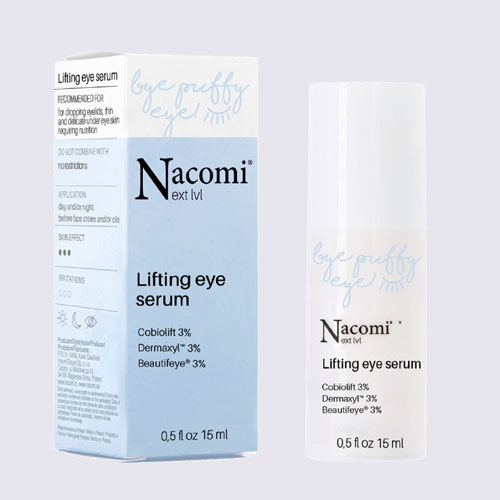 Lifting eye serum
RECOMMENDED FOR
for dropping eyelids, thin
and delicate under eye skin
requiring nutrition
DO NOT COMBINE WITH
no restrictions
APPLICATION
day and/or night,
before face cream and/or oils
SKIN EFFECT
IRRITATIONS
bye puffy
eye!
Nacomi®
ext lvl
Lifting eye
serum
Cobiolift 3%
Dermaxyl™ 3%
Beautifeye® 3%
0,5 fl oz 15 ml
bye puffy
eye!
Nacomi
ext lvl
Lifting eye serum
Cobiolift 3%
Dermaxyl™ 3%
Beautifeye® 3%
0,5 fl oz 15 ml